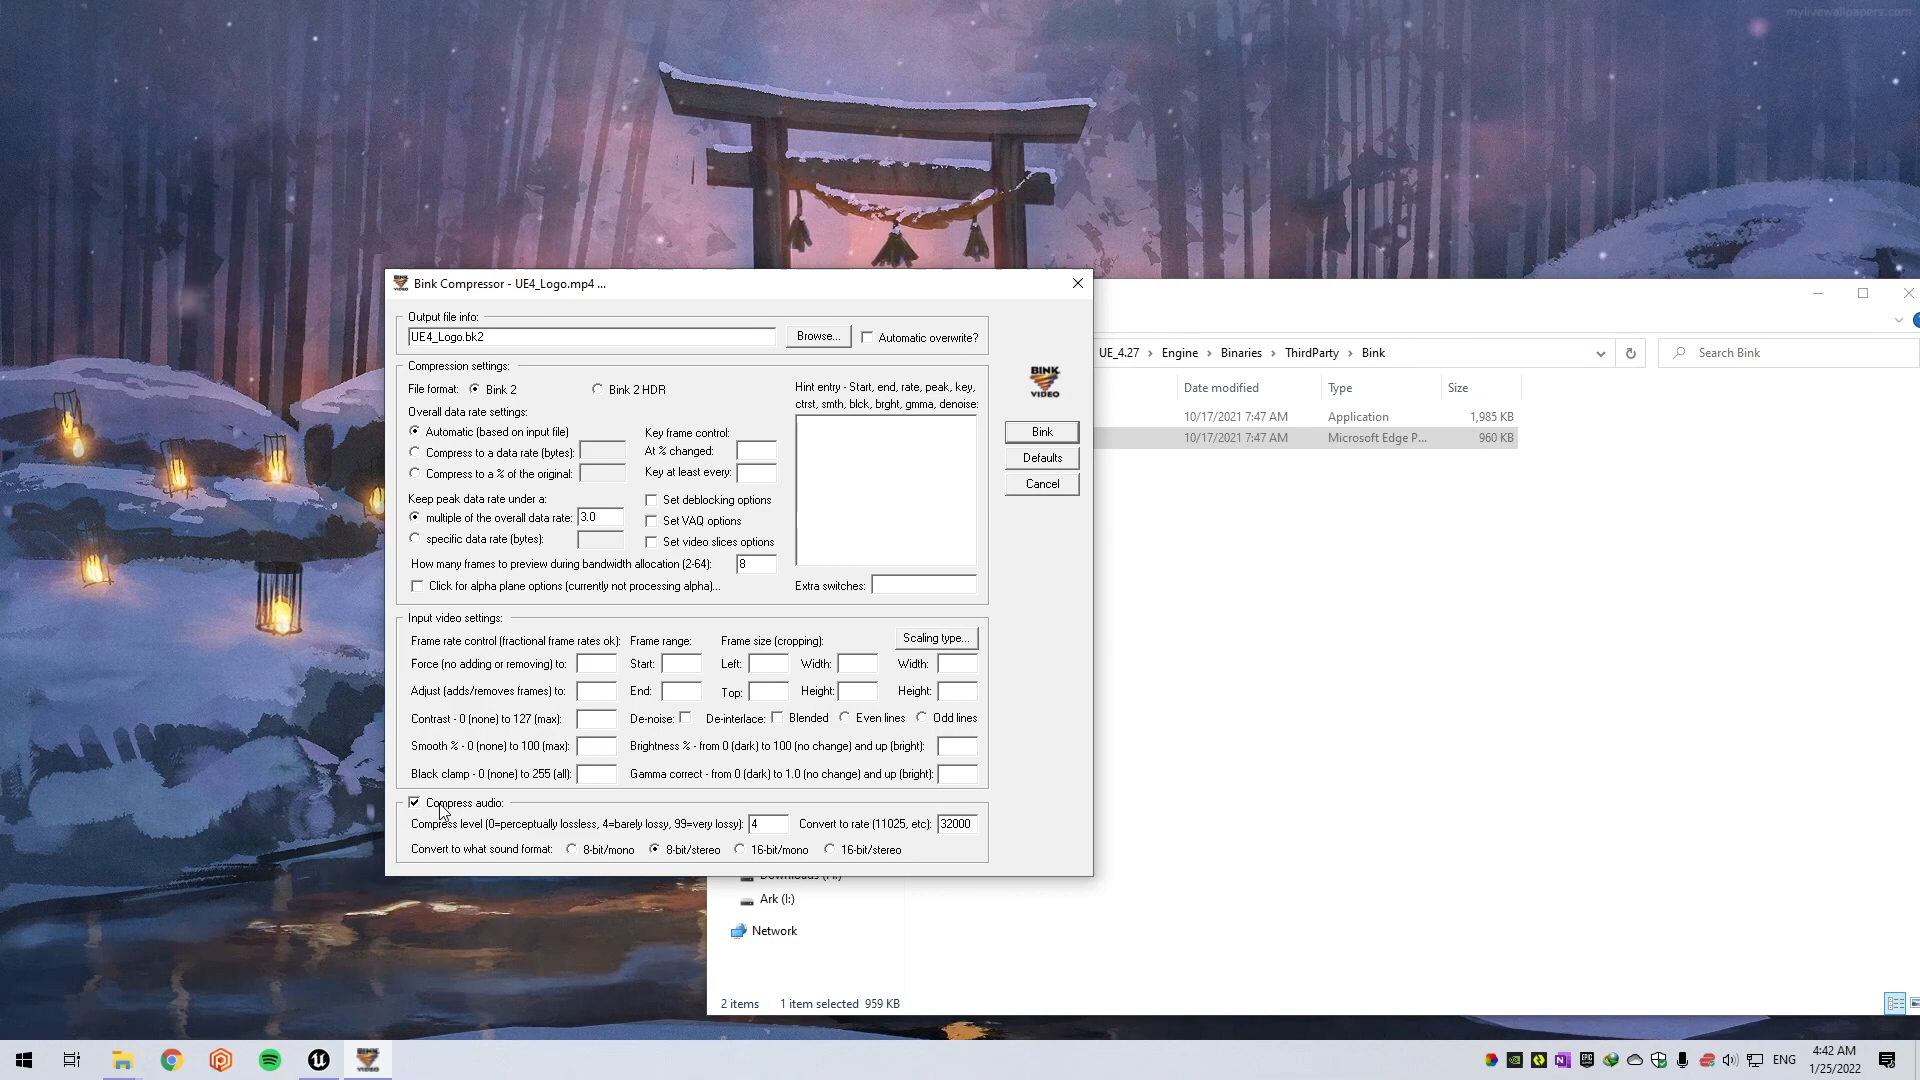 mylivewallpapers.com
Bink Compressor - UE4_Logo.mp4 ...
Output file info:
UE4_Logo.bk2
Browse...
Automatic overwrite?
Compression settings:
File format:
Bink 2
Bink 2 HDR
Hint entry - Start, end, rate, peak, key,
ctrst, smth, blck, brght, gmma, denoise:
Overall data rate settings:
Automatic (based on input file)
Compress to a data rate (bytes):
Compress to a % of the original:
Key frame control:
At % changed:
Key at least every:
Keep peak data rate under a:
multiple of the overall data rate:
3.0
specific data rate (bytes):
Set deblocking options
Set VAQ options
Set video slices options
How many frames to preview during bandwidth allocation (2-64):
8
Click for alpha plane options (currently not processing alpha)...
Extra switches:
BINK
VIDEO
Bink
Defaults
Cancel
Input video settings:
Frame rate control (fractional frame rates ok):
Frame range:
Frame size (cropping):
Scaling type...
Force (no adding or removing) to:
Start:
Left:
Width:
Width:
Adjust (adds/removes frames) to:
End:
Top:
Height:
Height:
Contrast - 0 (none) to 127 (max):
De-noise:
De-interlace:
Blended
Even lines
Odd lines
Smooth % - 0 (none) to 100 (max):
Brightness % - from 0 (dark) to 100 (no change) and up (bright):
Black clamp - 0 (none) to 255 (all):
Gamma correct - from 0 (dark) to 1.0 (no change) and up (bright):
Compress audio:
Compress level (0=perceptually lossless, 4=barely lossy, 99=very lossy):
4
Convert to rate (11025, etc):
32000
Convert to what sound format:
8-bit/mono
8-bit/stereo
16-bit/mono
16-bit/stereo
UE_4.27 > Engine > Binaries > ThirdParty > Bink
Search Bink
Date modified
Type
Size
10/17/2021 7:47 AM
Application
1,985 KB
10/17/2021 7:47 AM
Microsoft Edge P...
960 KB
Ark (I:)
Network
2 items
1 item selected 959 KB
BINK
VIDEO
ENG
4:42 AM
1/25/2022